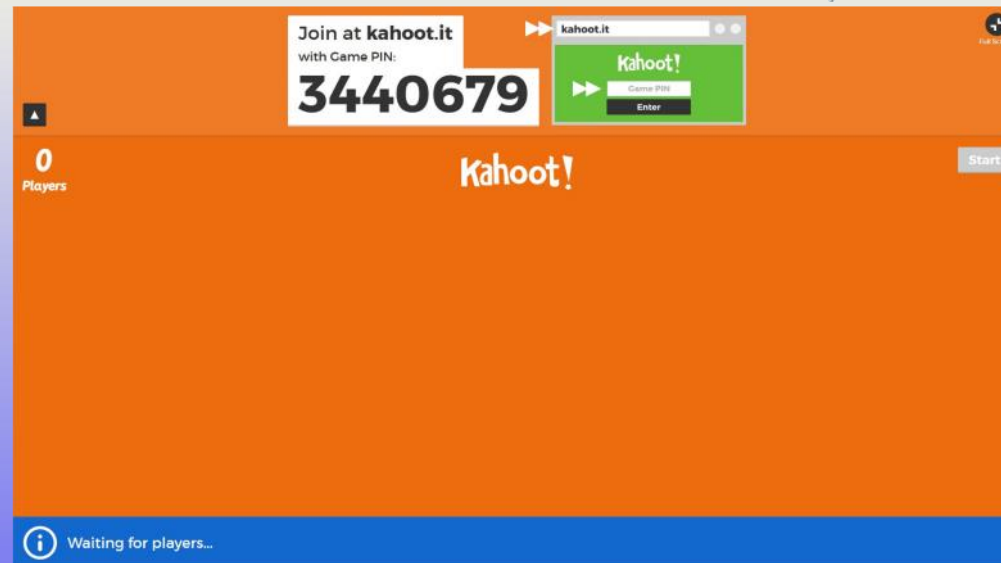 Join at kahoot.it
with Game PIN:
3440679
kahoot.it
Kahoot!
Game PIN
Enter
0
Players
Kahoot!
Start
Waiting for players...